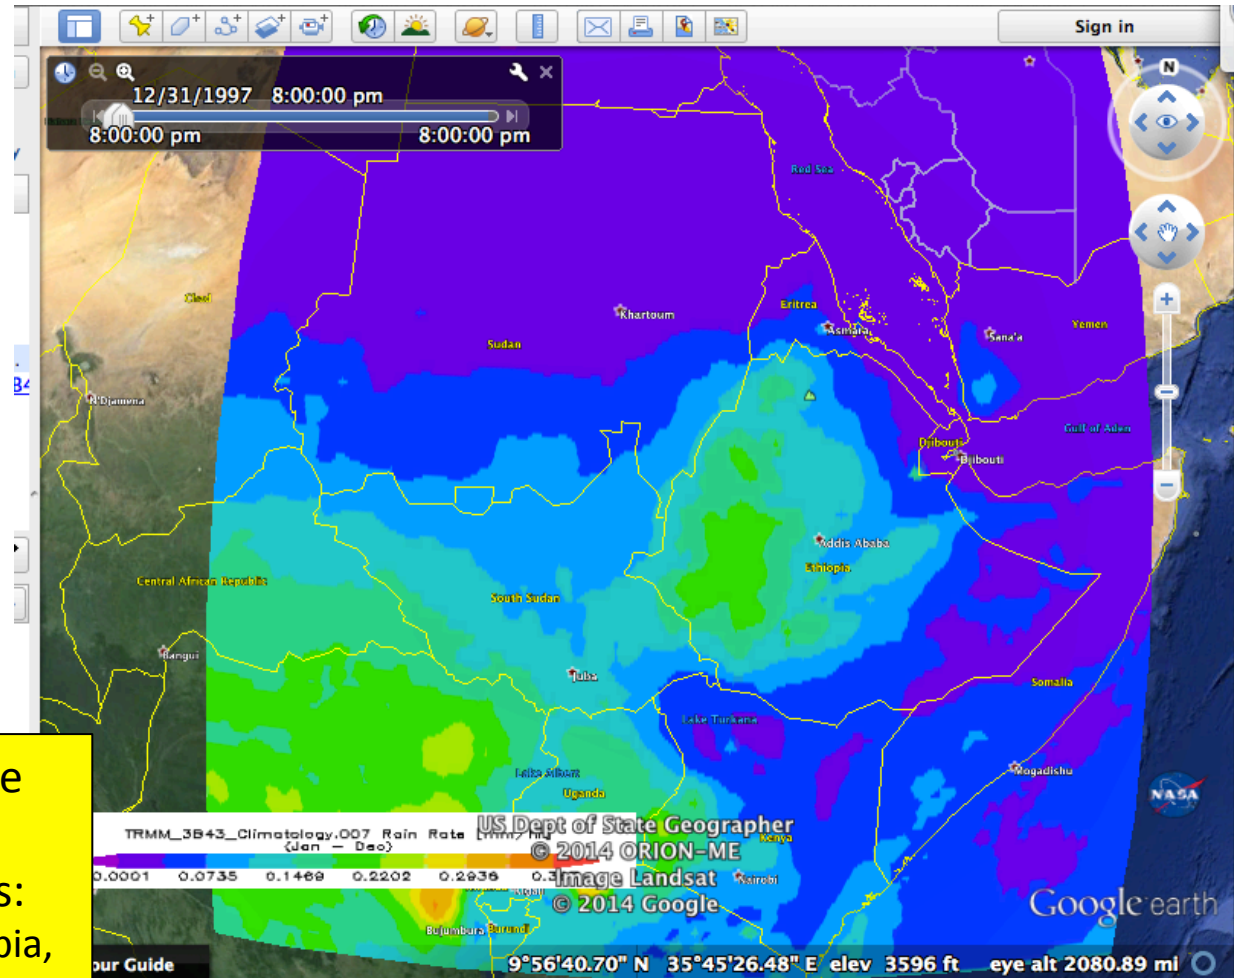 Sign in
N
12/31/1997 8:00:00 pm
8:00:00 pm 8:00:00 pm
Red Sea
Chad
Khartoum
Eritrea
Asmara
Sana'a
Yemen
Sudan
N'Djamena
Gulf of Aden
Djibouti
Djibouti
Addis Ababa
Ethiopia
Central African Republic
South Sudan
Bangui
Juba
Somalia
Lake Turkana
Mogadishu
Lake Albert
Uganda
NASA
TRMM_3B43_Climatology.007 Rain Rate [mm/hr]
(Jan - Dec)
0.0001 0.0735 0.1469 0.2202 0.2936
US Dept of State Geographer
© 2014 ORION-ME
Image Landsat
© 2014 Google
Kenya
Nairobi
Bujumbura Burundi
Google earth
our Guide
9°56'40.70" N 35°45'26.48" E elev 3596 ft eye alt 2080.89 mi
e
s:
bia,